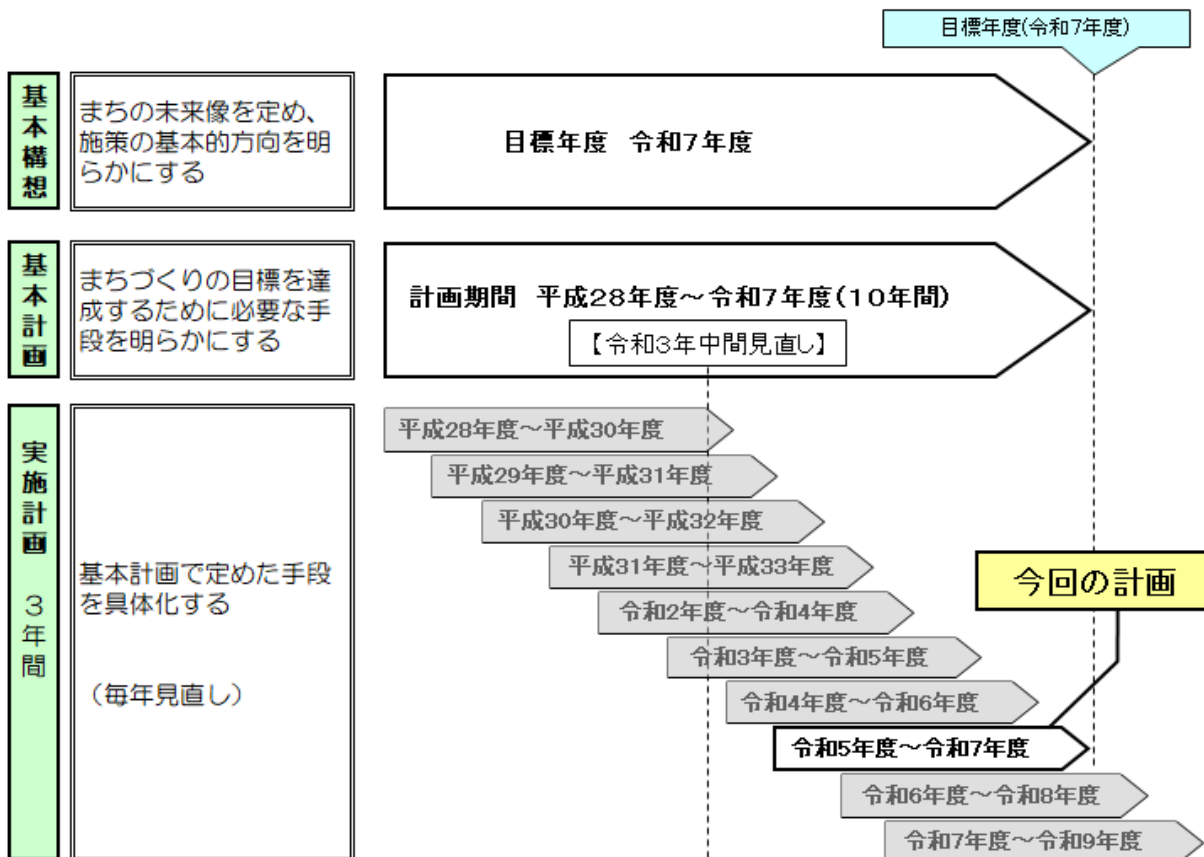 目標年度(令和7年度)
基本構想
まちの未来像を定め、
施策の基本的方向を明
らかにする
目標年度 令和7年度
基本計画
まちづくりの目標を達
成するために必要な手
段を明らかにする
計画期間 平成28年度～令和7年度(10年間)
【令和3年中間見直し】
実施計画 3年間
基本計画で定めた手段
を具体化する
（毎年見直し）
平成28年度～平成30年度
平成29年度～平成31年度
平成30年度～平成32年度
平成31年度～平成33年度
令和2年度～令和4年度
令和3年度～令和5年度
令和4年度～令和6年度
令和5年度～令和7年度
今回の計画
令和6年度～令和8年度
令和7年度～令和9年度